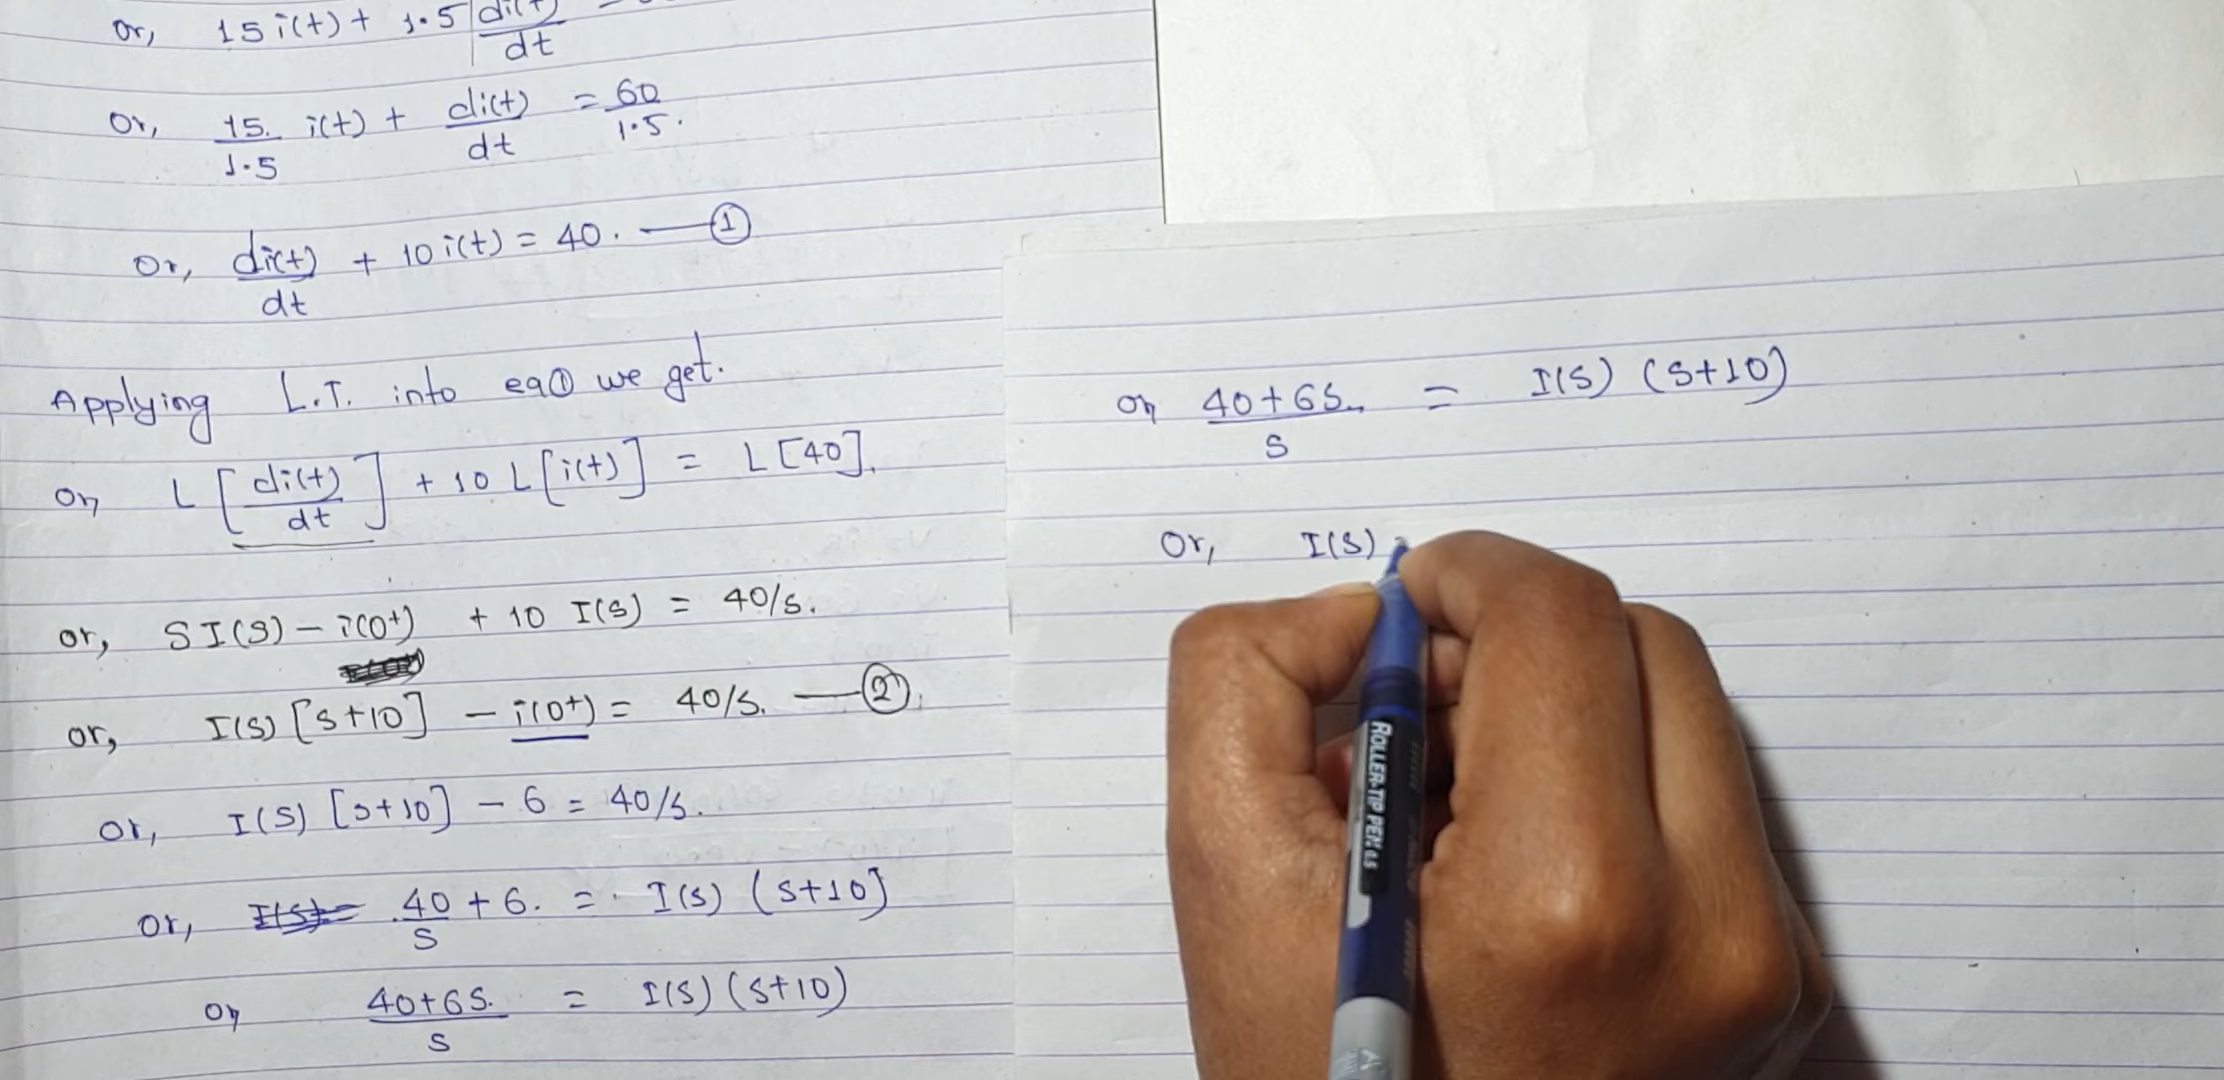 Or, 15 i(t) + 1.5 di(t)/dt
Or, 15/1.5 i(t) + di(t)/dt = 60/1.5.
Or, di(t)/dt + 10 i(t) = 40. —①
Applying L.T. into eq① we get.
Or, L [di(t)/dt] + 10 L[i(t)] = L[40].
or, S I(S) – i(0+) + 10 I(S) = 40/s.
or, I(S) [S+10] – i(0+) = 40/s. —②.
Or, I(S) [s+10] – 6 = 40/s.
Or, I(S)= 40/S + 6. = I(S) (S+10]
Or 40+6S./S = I(S) (S+10)
Or 40+6S./S = I(S) (S+10)
Or, I(S)
ROLLER-TIP PEN 0.5